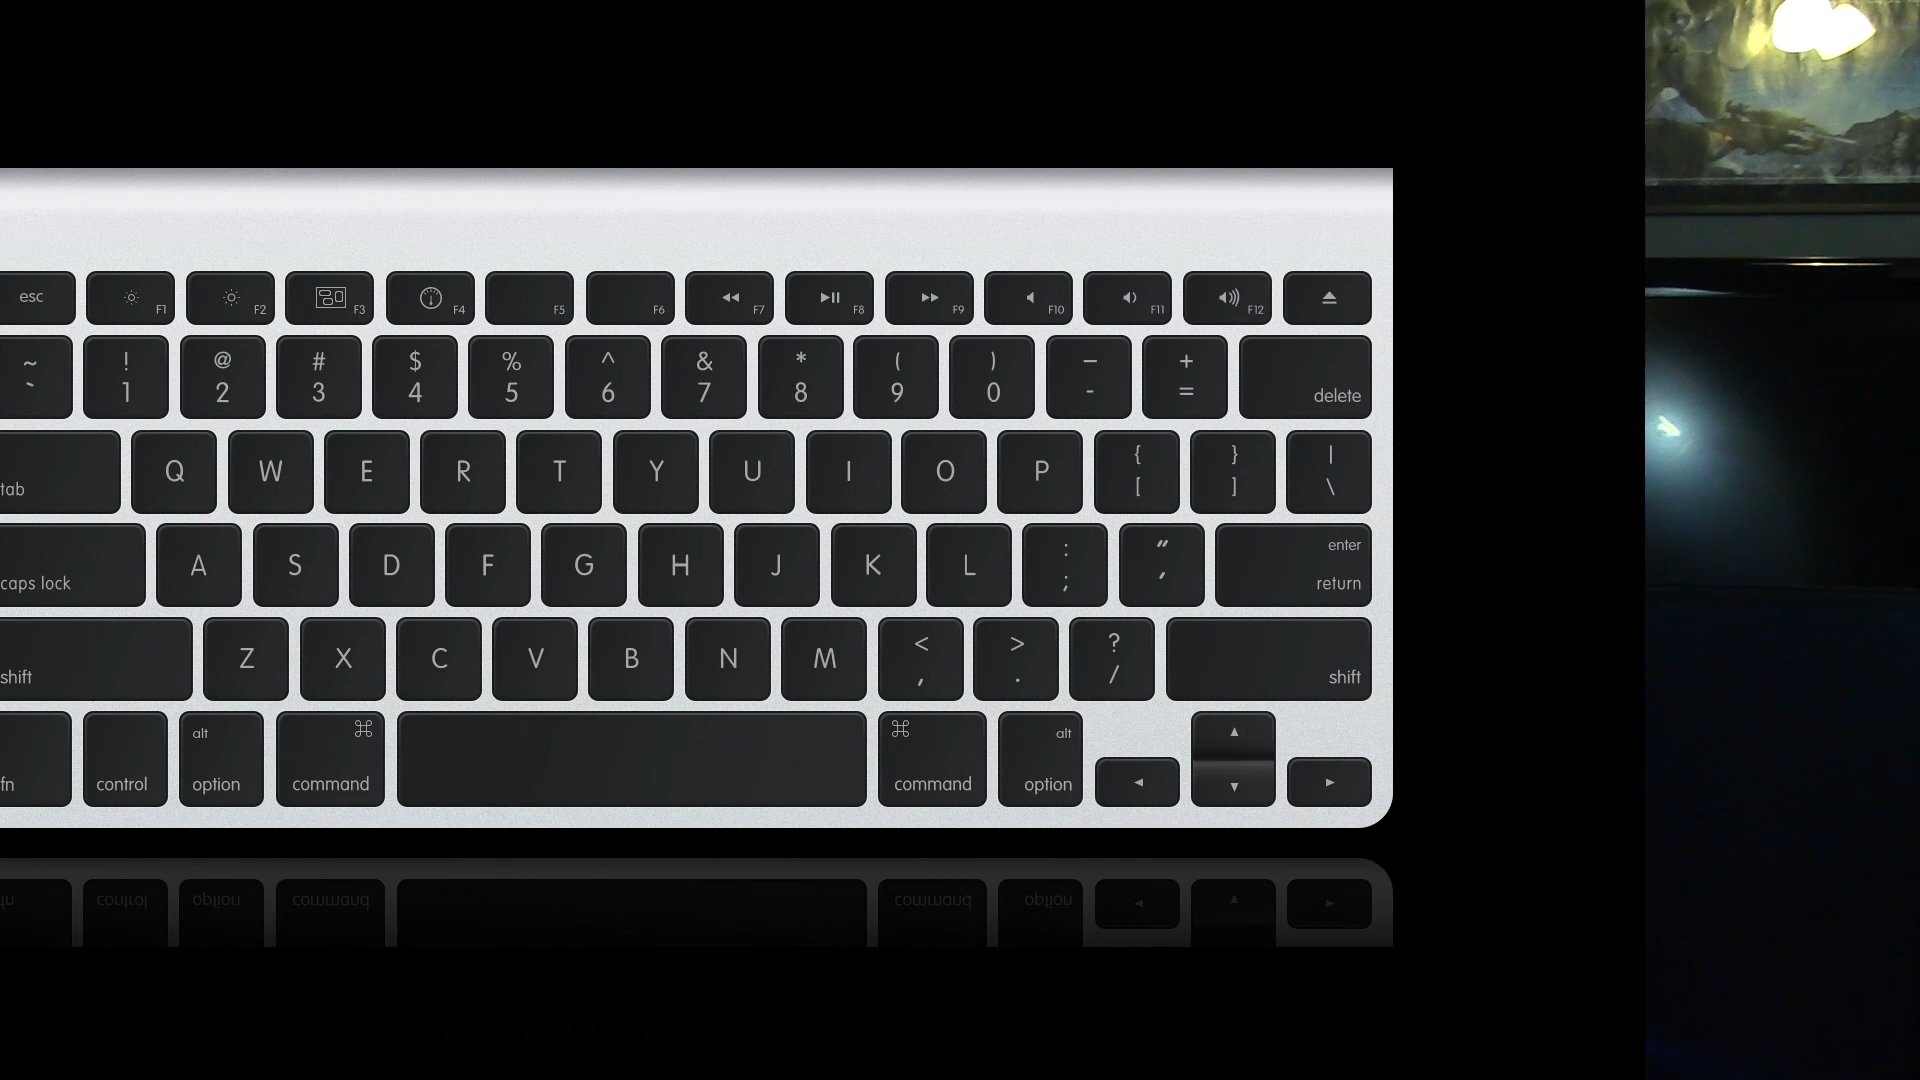 esc F1 F2 F3 F4 F5 F6 F7 F8 F9 F10 F11 F12
~ ! @ # $ % ^ & * ( ) – +
` 1 2 3 4 5 6 7 8 9 0 - =
delete
tab Q W E R T Y U I O P { } |
[ ] \
caps lock A S D F G H J K L : " enter
; ' return
shift Z X C V B N M < > ? shift
, . /
alt ⌘ ⌘ alt
fn control option command command option